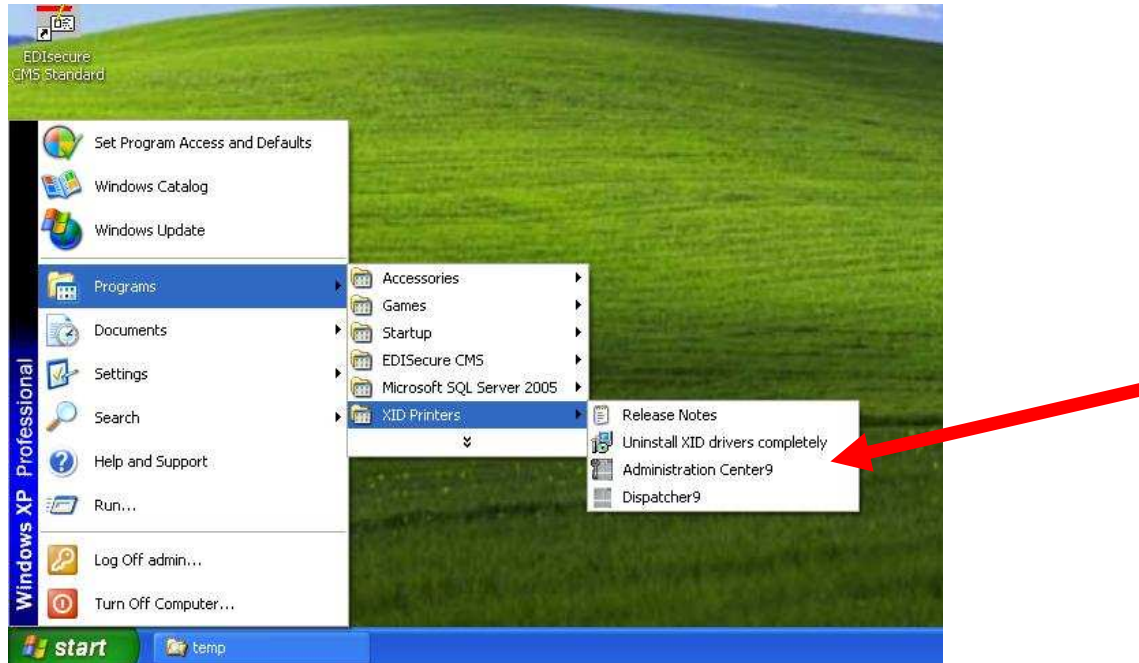 EDIsecure
CMS Standard
Set Program Access and Defaults
Windows Catalog
Windows Update
Programs
Documents
Settings
Search
Help and Support
Run...
Log Off admin...
Turn Off Computer...
Windows XP Professional
Accessories
Games
Startup
EDISecure CMS
Microsoft SQL Server 2005
XID Printers
Release Notes
Uninstall XID drivers completely
Administration Center9
Dispatcher9
start
temp